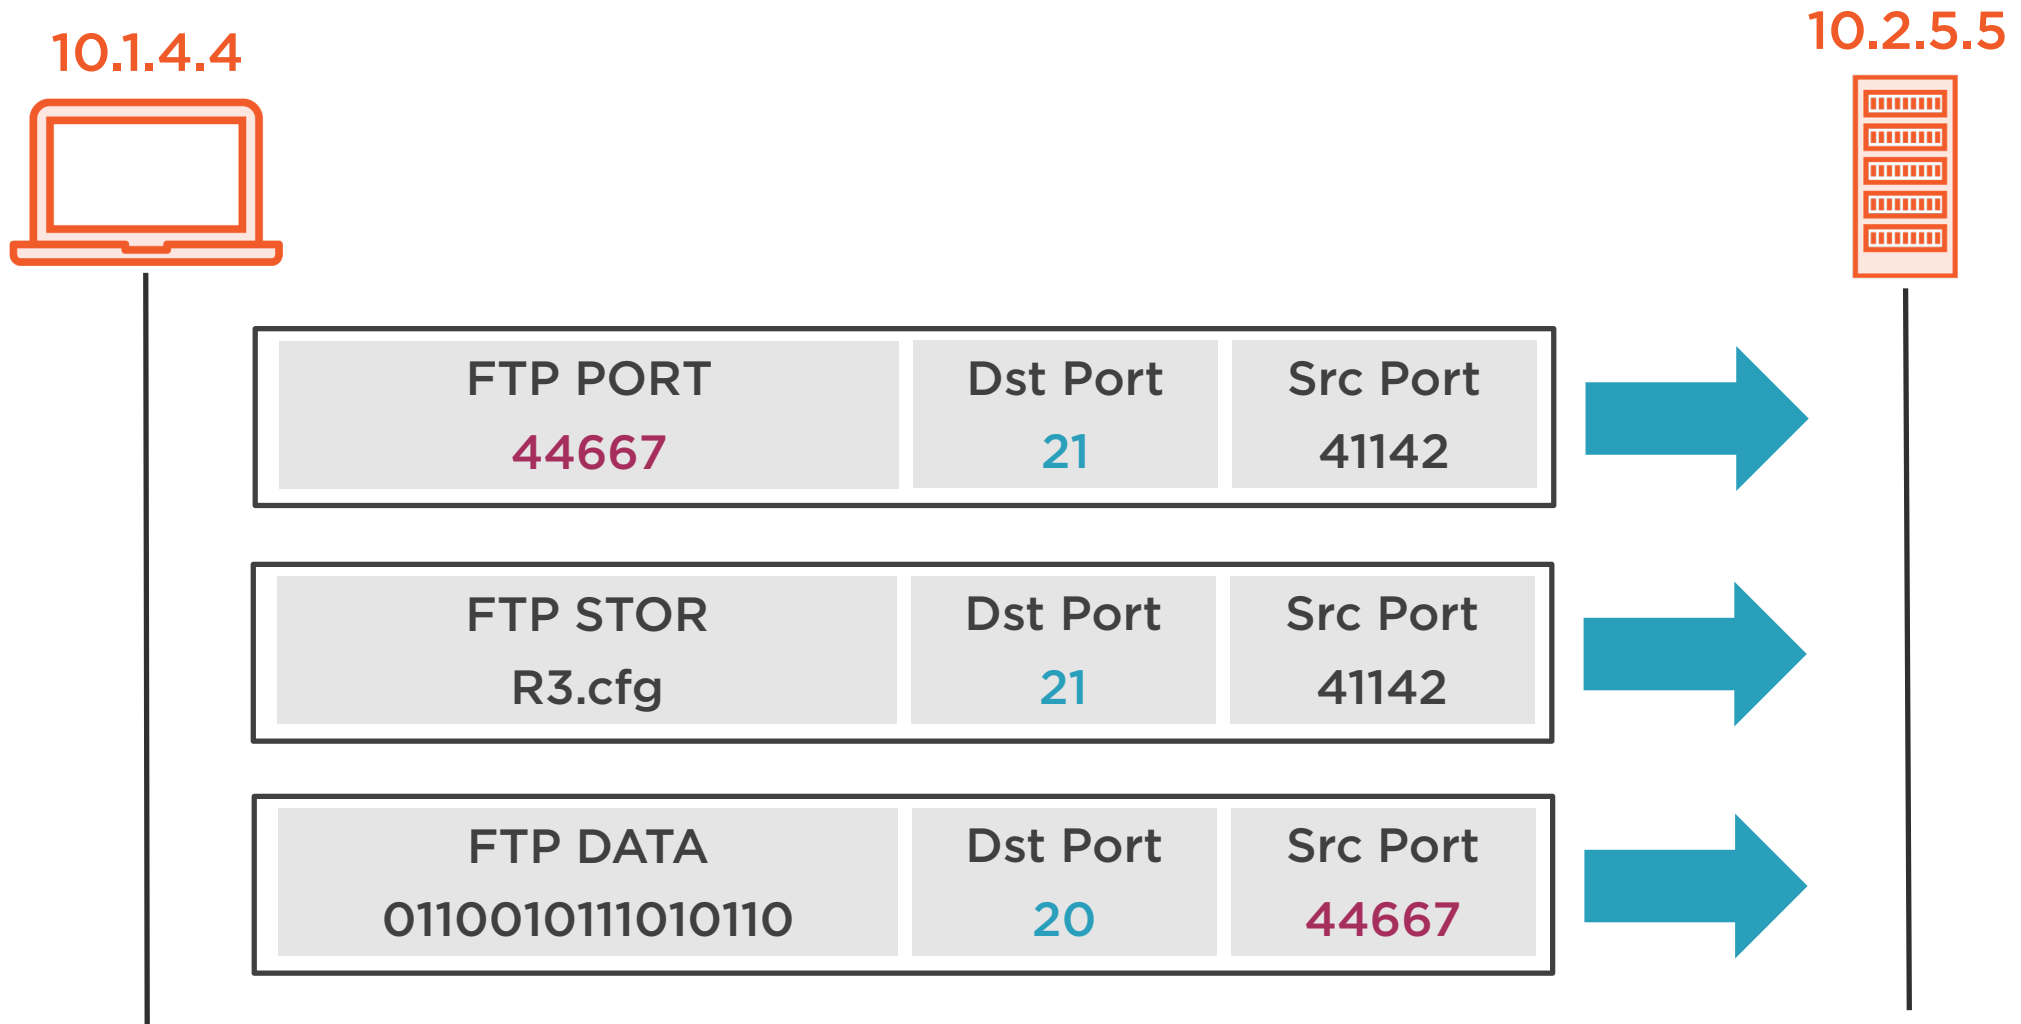 10.1.4.4
10.2.5.5
FTP PORT Dst Port Src Port
44667 21 41142
FTP STOR Dst Port Src Port
R3.cfg 21 41142
FTP DATA Dst Port Src Port
0110010111010110 20 44667